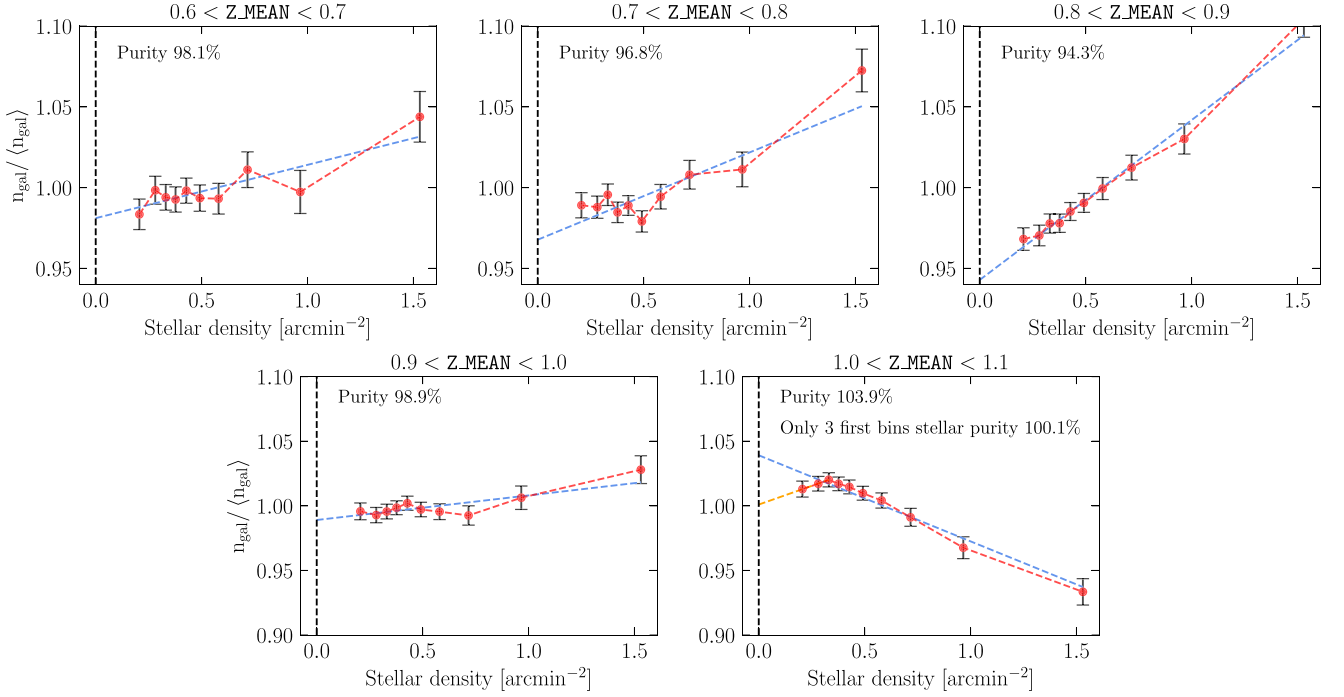 0.6 < Z_MEAN < 0.7
0.7 < Z_MEAN < 0.8
0.8 < Z_MEAN < 0.9
1.10
1.05
1.00
0.95
n_gal / ⟨n_gal⟩
Purity 98.1%
Purity 96.8%
Purity 94.3%
0.0 0.5 1.0 1.5
0.0 0.5 1.0 1.5
0.0 0.5 1.0 1.5
Stellar density [arcmin⁻²]
Stellar density [arcmin⁻²]
Stellar density [arcmin⁻²]
0.9 < Z_MEAN < 1.0
1.0 < Z_MEAN < 1.1
1.10
1.05
1.00
0.95
0.90
n_gal / ⟨n_gal⟩
Purity 98.9%
1.10
1.05
1.00
0.95
0.90
Purity 103.9%
Only 3 first bins stellar purity 100.1%
0.0 0.5 1.0 1.5
0.0 0.5 1.0 1.5
Stellar density [arcmin⁻²]
Stellar density [arcmin⁻²]
1.10
1.05
1.00
0.95
1.10
1.05
1.00
0.95